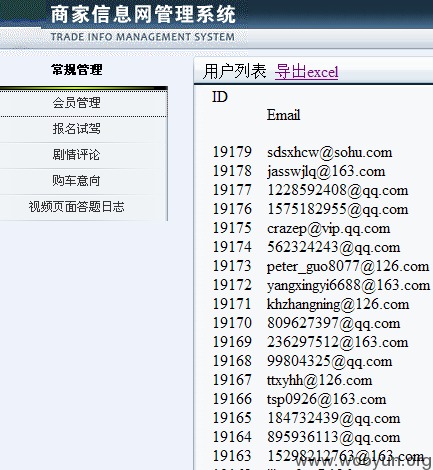 商家信息网管理系统
TRADE INFO MANAGEMENT SYSTEM
常规管理
会员管理
报名试驾
剧情评论
购车意向
视频页面答题日志
用户列表 导出excel
ID
Email
19179 sdsxhcw@sohu.com
19178 jasswjlq@163.com
19177 1228592408@qq.com
19176 1575182955@qq.com
19175 crazep@vip.qq.com
19174 562324243@qq.com
19173 peter_guo8077@126.com
19172 yangxingyi6688@163.com
19171 khzhangning@126.com
19170 809627397@qq.com
19169 236297512@163.com
19168 99804325@qq.com
19167 ttxyhh@126.com
19166 tsp0926@163.com
19165 184732439@qq.com
19164 895936113@qq.com
19163 15298212763@163.com
www.wooyun.org